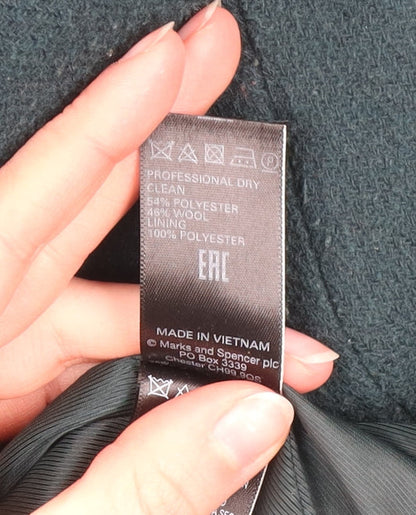 PROFESSIONAL DRY
CLEAN
54% POLYESTER
46% WOOL
LINING
100% POLYESTER
EAC
MADE IN VIETNAM
© Marks and Spencer plc
PO Box 3339
CH99 9QS